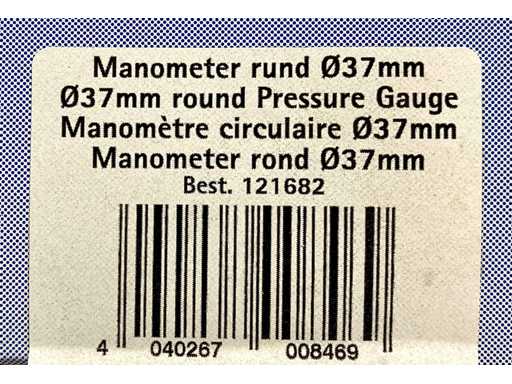 Manometer rund Ø37mm
Ø37mm round Pressure Gauge
Manomètre circulaire Ø37mm
Manometer rond Ø37mm
Best. 121682
4 040267 008469